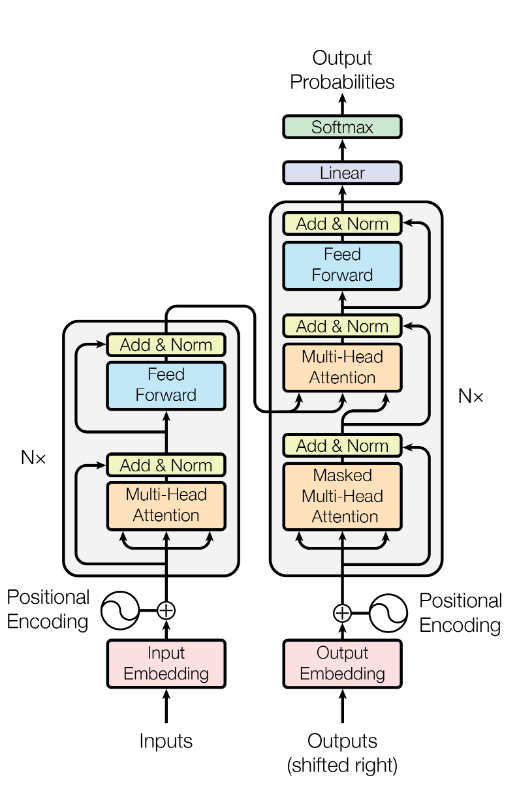 Output
Probabilities
Softmax
Linear
Add & Norm
Feed
Forward
Add & Norm
Multi-Head
Attention
Add & Norm
Masked
Multi-Head
Attention
Nx
Add & Norm
Feed
Forward
Add & Norm
Multi-Head
Attention
Nx
Positional
Encoding
Positional
Encoding
Input
Embedding
Output
Embedding
Inputs
Outputs
(shifted right)